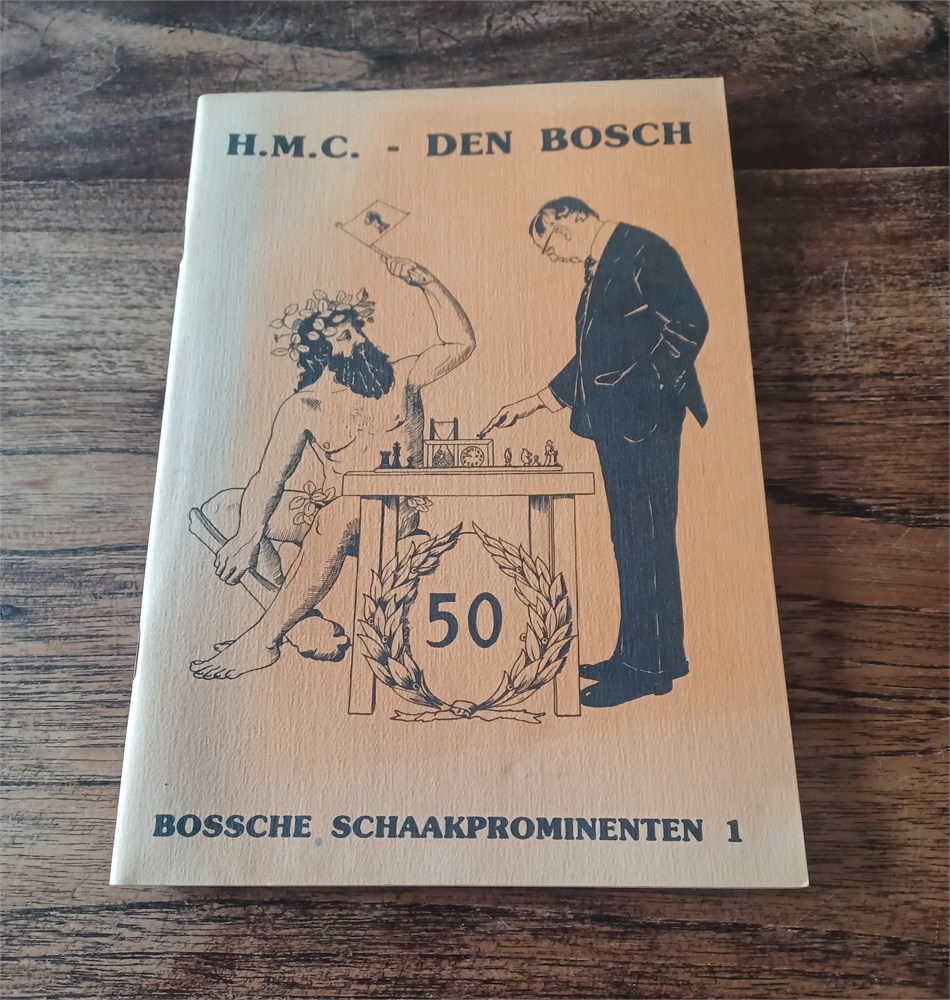 H.M.C. - DEN BOSCH
50
BOSSCHE SCHAAKPROMINENTEN 1